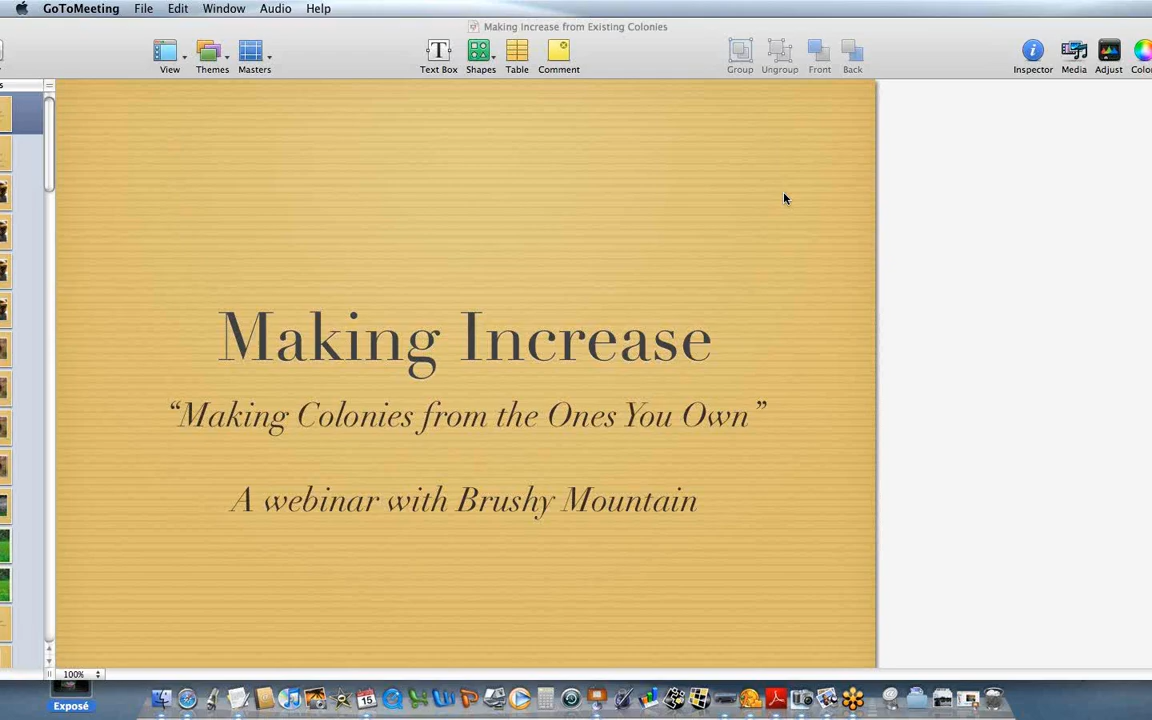 GoToMeeting File Edit Window Audio Help
Making Increase from Existing Colonies
View Themes Masters Text Box Shapes Table Comment Group Ungroup Front Back Inspector Media Adjust
Making Increase
“Making Colonies from the Ones You Own”
A webinar with Brushy Mountain
100%
15
Exposé